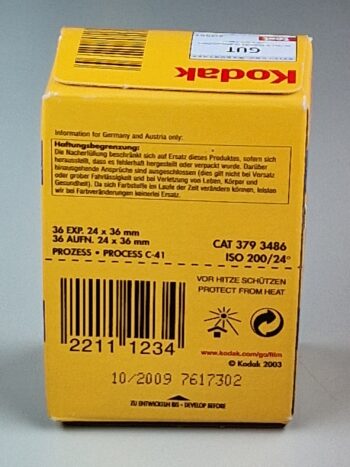 GUT
Kodak
Information for Germany and Austria only:
Haftungsbegrenzung:
Die Nacherfüllung beschränkt sich auf Ersatz dieses Produktes, sofern sich
herausstellt, dass es fehlerhaft hergestellt oder verpackt wurde. Darüber
hinausgehende Ansprüche sind ausgeschlossen (dies gilt nicht bei Vorsatz
oder grober Fahrlässigkeit und bei Verletzung von Leben, Körper und
Gesundheit). Da sich Farbstoffe im Laufe der Zeit verändern können, leisten
wir bei Farbveränderungen keinerlei Ersatz.
36 EXP. 24 x 36 mm
36 AUFN. 24 x 36 mm
CAT 379 3486
PROZESS • PROCESS C-41
ISO 200/24°
VOR HITZE SCHÜTZEN
PROTECT FROM HEAT
2211 1234
www.kodak.com/go/film
© Kodak 2003
10/2009 7617302
ZU ENTWICKELN BIS • DEVELOP BEFORE